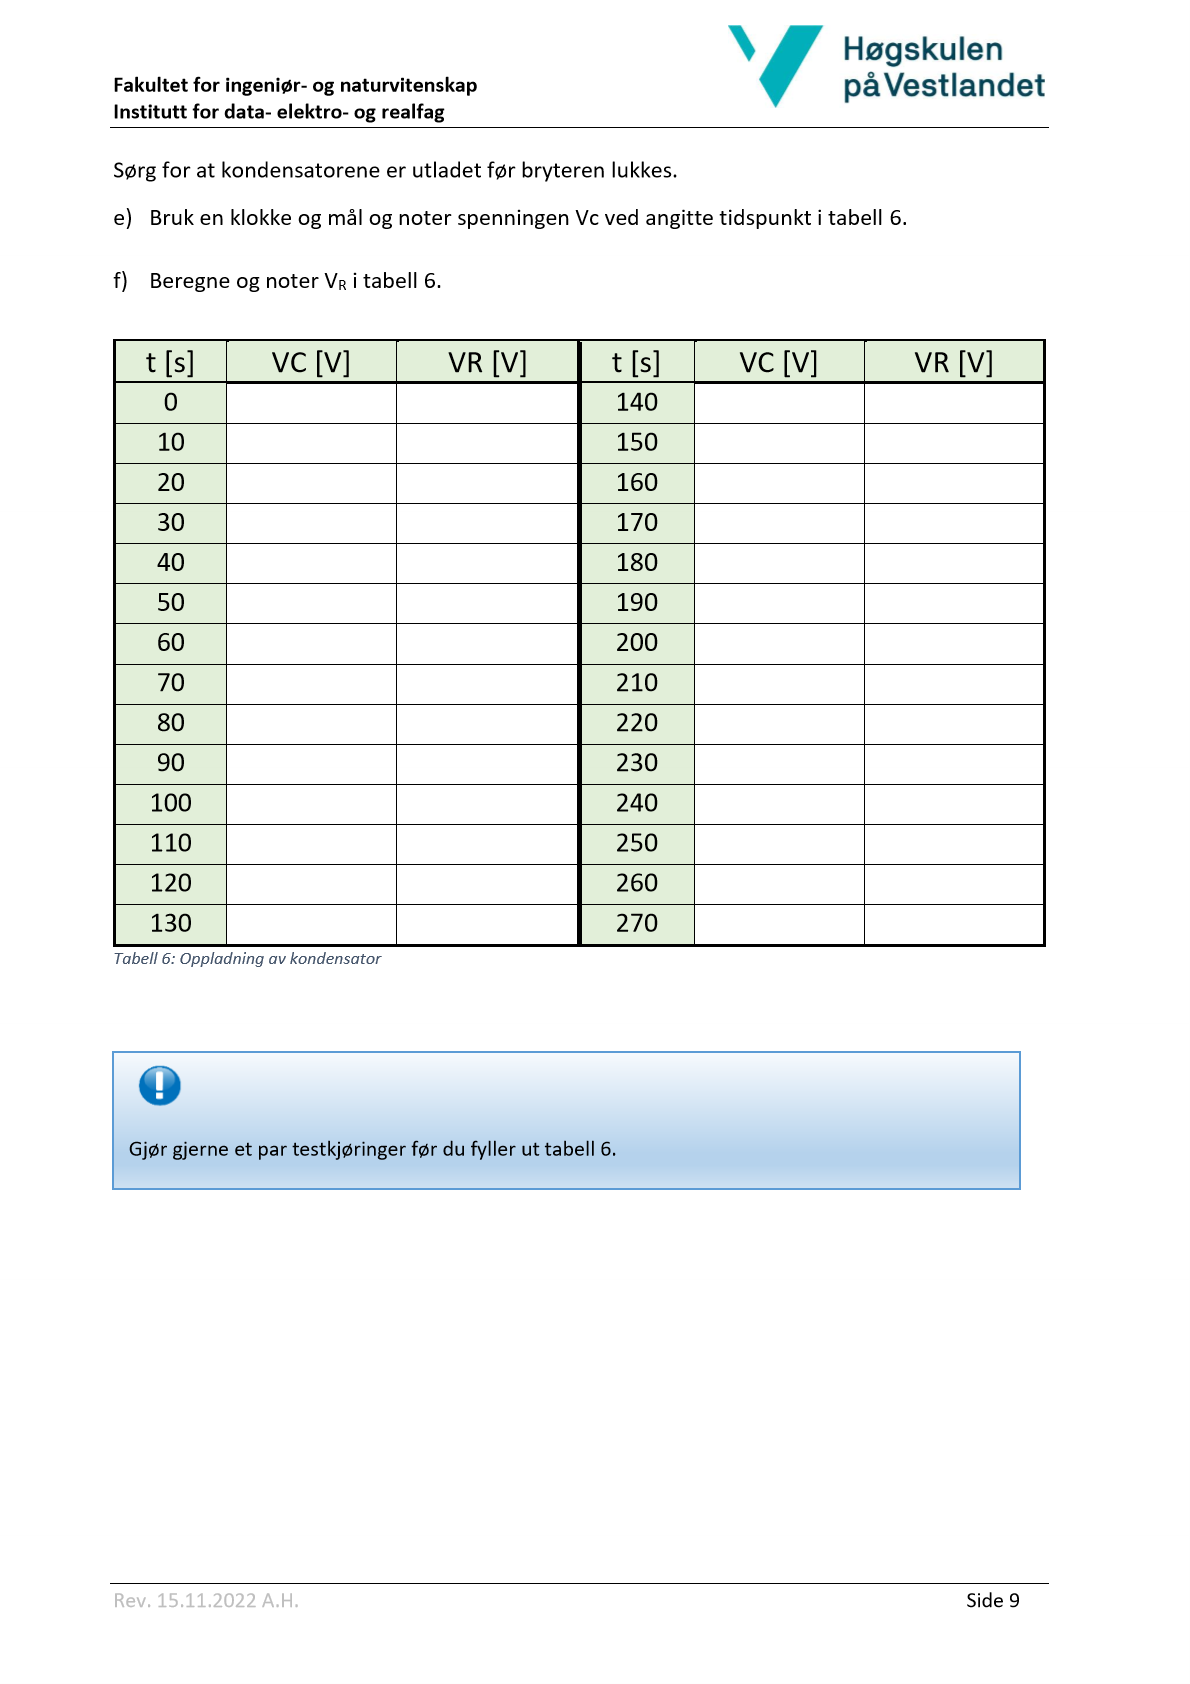 Høgskulen
på Vestlandet
Fakultet for ingeniør- og naturvitenskap
Institutt for data- elektro- og realfag
Sørg for at kondensatorene er utladet før bryteren lukkes.
e) Bruk en klokke og mål og noter spenningen Vc ved angitte tidspunkt i tabell 6.
f) Beregne og noter VR i tabell 6.
t [s] VC [V] VR [V] t [s] VC [V] VR [V]
0 140
10 150
20 160
30 170
40 180
50 190
60 200
70 210
80 220
90 230
100 240
110 250
120 260
130 270
Tabell 6: Oppladning av kondensator
Gjør gjerne et par testkjøringer før du fyller ut tabell 6.
Rev. 15.11.2022 A.H. Side 9